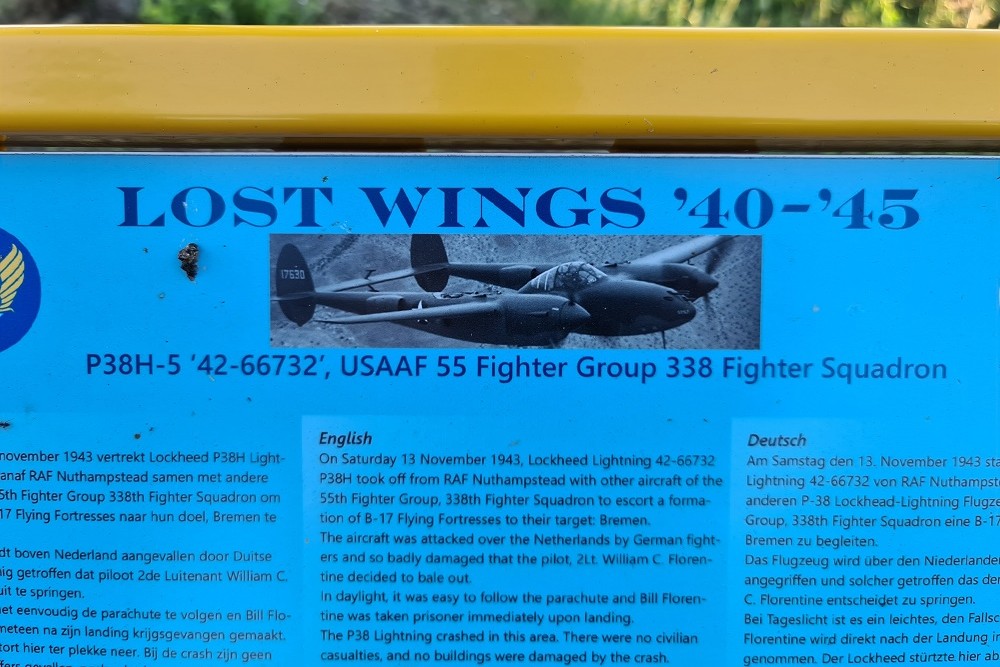 LOST WINGS '40-'45
17630
P38H-5 '42-66732', USAAF 55 Fighter Group 338 Fighter Squadron
november 1943 vertrekt Lockheed P38H Light-
anaf RAF Nuthampstead samen met andere
5th Fighter Group 338th Fighter Squadron om
17 Flying Fortresses naar hun doel, Bremen te
dt boven Nederland aangevallen door Duitse
nig getroffen dat piloot 2de Luitenant William C.
uit te springen.
et eenvoudig de parachute te volgen en Bill Flo-
meteen na zijn landing krijgsgevangen gemaakt.
tort hier ter plekke neer. Bij de crash zijn geen
English
On Saturday 13 November 1943, Lockheed Lightning 42-66732
P38H took off from RAF Nuthampstead with other aircraft of the
55th Fighter Group, 338th Fighter Squadron to escort a forma-
tion of B-17 Flying Fortresses to their target: Bremen.
The aircraft was attacked over the Netherlands by German fight-
ers and so badly damaged that the pilot, 2Lt. William C. Floren-
tine decided to bale out.
In daylight, it was easy to follow the parachute and Bill Floren-
tine was taken prisoner immediately upon landing.
The P38 Lightning crashed in this area. There were no civilian
casualties, and no buildings were damaged by the crash.
Deutsch
Am Samstag den 13. November 1943 sta
Lightning 42-66732 von RAF Nuthampst
anderen P-38 Lockhead-Lightning Flugze
Group, 338th Fighter Squadron eine B-17
Bremen zu begleiten.
Das Flugzeug wird über den Niederlande
angegriffen und solcher getroffen das der
C. Florentine entscheidet zu springen.
Bei Tageslicht ist es ein leichtes, den Fallsc
Florentine wird direkt nach der Landung in
genommen. Der Lockheed stürtzte hier ab